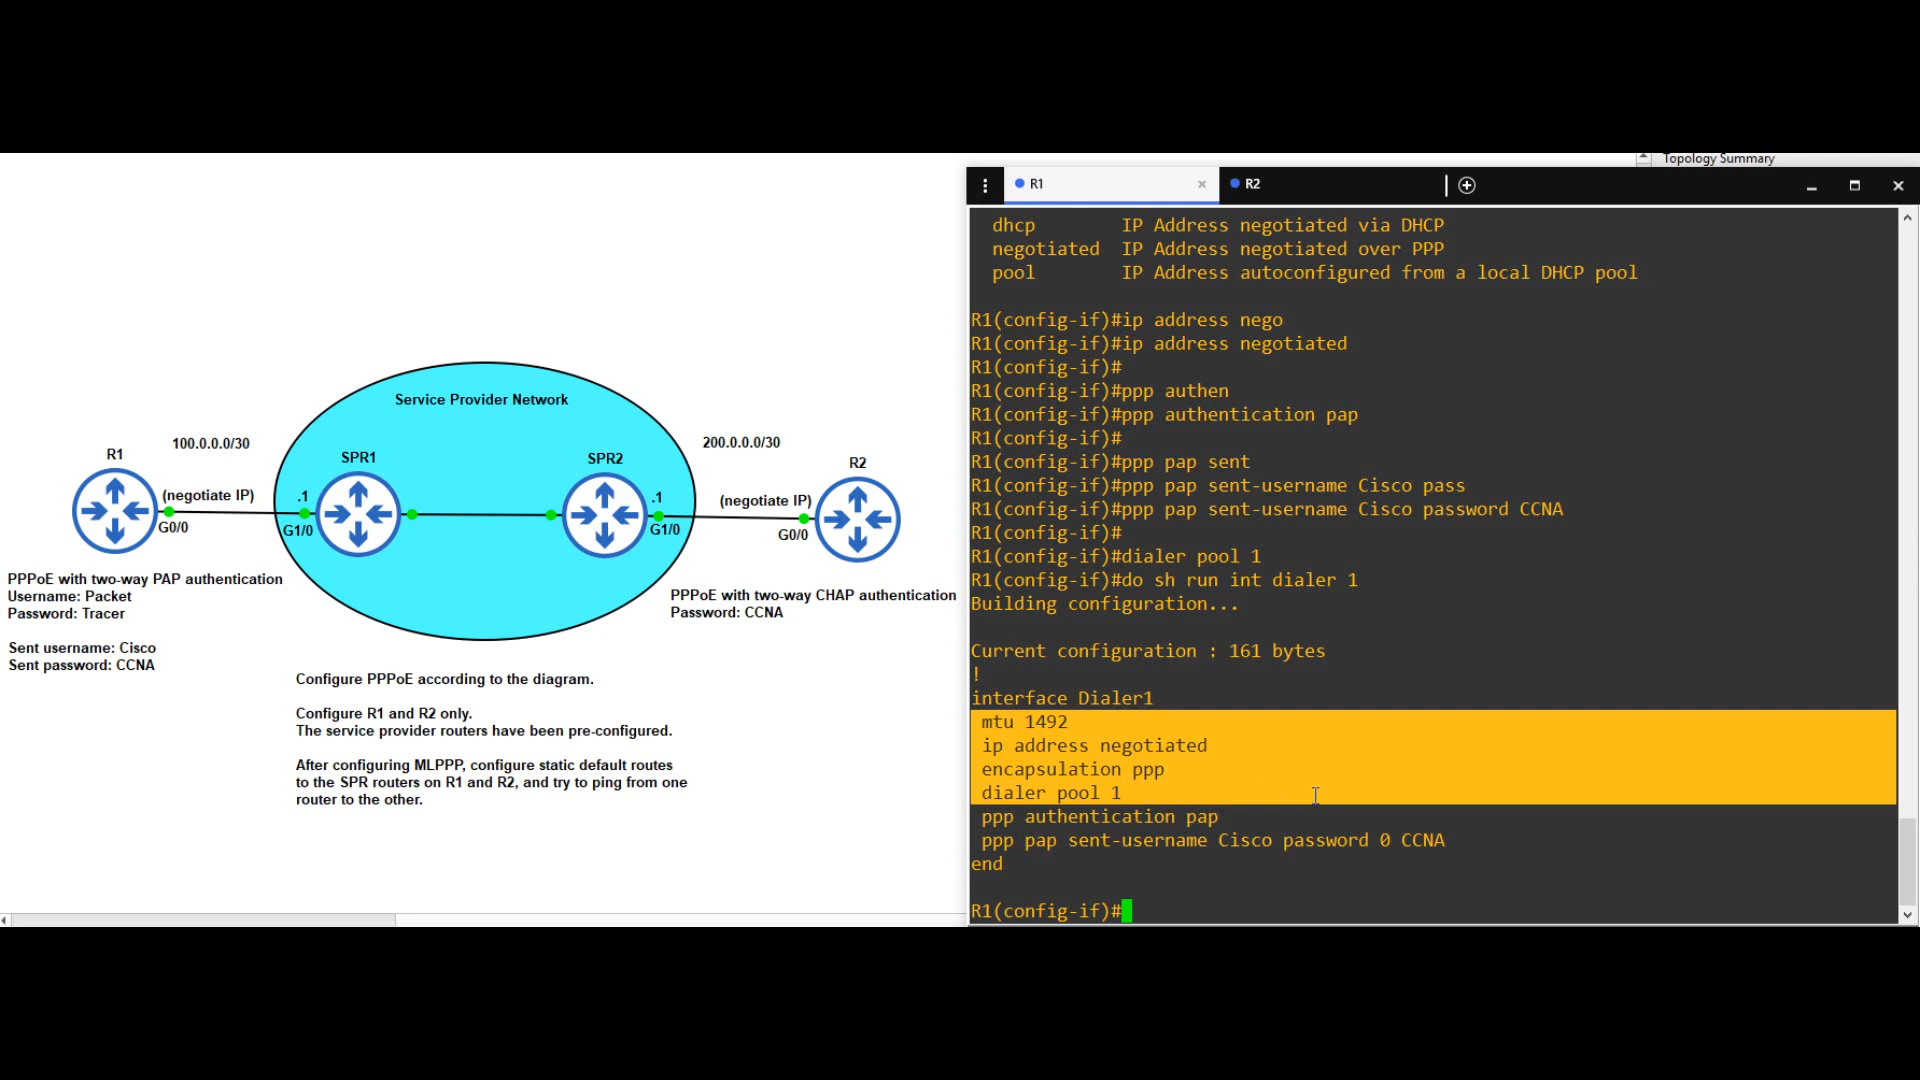 Topology Summary
R1
R2
Service Provider Network
100.0.0.0/30
200.0.0.0/30
R1
SPR1
SPR2
R2
(negotiate IP)
.1
.1
(negotiate IP)
G0/0
G1/0
G1/0
G0/0
PPPoE with two-way PAP authentication
Username: Packet
Password: Tracer
Sent username: Cisco
Sent password: CCNA
PPPoE with two-way CHAP authentication
Password: CCNA
Configure PPPoE according to the diagram.
Configure R1 and R2 only.
The service provider routers have been pre-configured.
After configuring MLPPP, configure static default routes
to the SPR routers on R1 and R2, and try to ping from one
router to the other.
dhcp IP Address negotiated via DHCP
negotiated IP Address negotiated over PPP
pool IP Address autoconfigured from a local DHCP pool
R1(config-if)#ip address nego
R1(config-if)#ip address negotiated
R1(config-if)#
R1(config-if)#ppp authen
R1(config-if)#ppp authentication pap
R1(config-if)#
R1(config-if)#ppp pap sent
R1(config-if)#ppp pap sent-username Cisco pass
R1(config-if)#ppp pap sent-username Cisco password CCNA
R1(config-if)#
R1(config-if)#dialer pool 1
R1(config-if)#do sh run int dialer 1
Building configuration...
Current configuration : 161 bytes
!
interface Dialer1
mtu 1492
ip address negotiated
encapsulation ppp
dialer pool 1
ppp authentication pap
ppp pap sent-username Cisco password 0 CCNA
end
R1(config-if)#